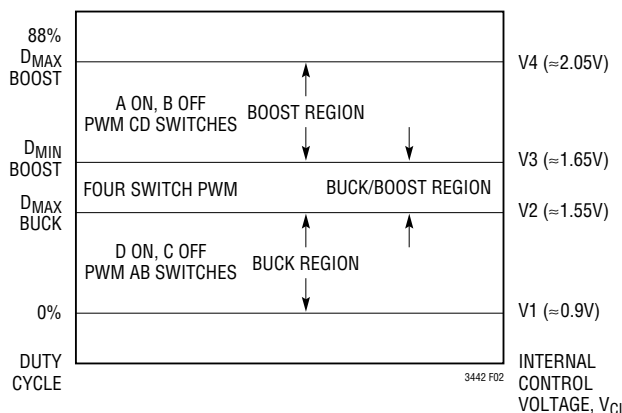 88%
DMAX
BOOST
V4 (≈2.05V)
A ON, B OFF
PWM CD SWITCHES
BOOST REGION
DMIN
BOOST
V3 (≈1.65V)
FOUR SWITCH PWM
BUCK/BOOST REGION
DMAX
BUCK
V2 (≈1.55V)
D ON, C OFF
PWM AB SWITCHES
BUCK REGION
0%
V1 (≈0.9V)
DUTY
CYCLE
3442 F02
INTERNAL
CONTROL
VOLTAGE, VCI